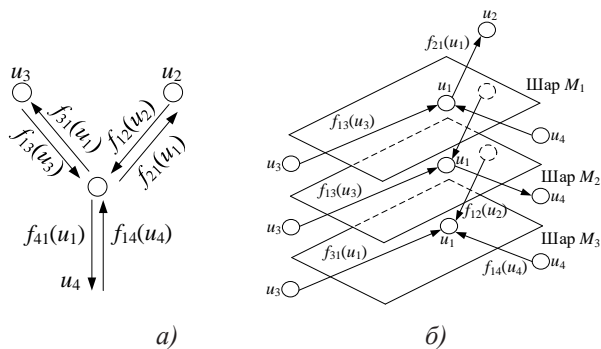 u₃
u₂
f₃₁(u₁)
f₁₃(u₃)
f₁₂(u₂)
f₂₁(u₁)
f₄₁(u₁)
f₁₄(u₄)
u₄
а)
u₂
f₂₁(u₁)
Шар M₁
u₁
f₁₃(u₃)
u₄
u₃
u₁
Шар M₂
f₁₃(u₃)
u₄
f₁₂(u₂)
u₃
u₁
Шар M₃
f₃₁(u₁)
f₁₄(u₄)
u₄
u₃
б)